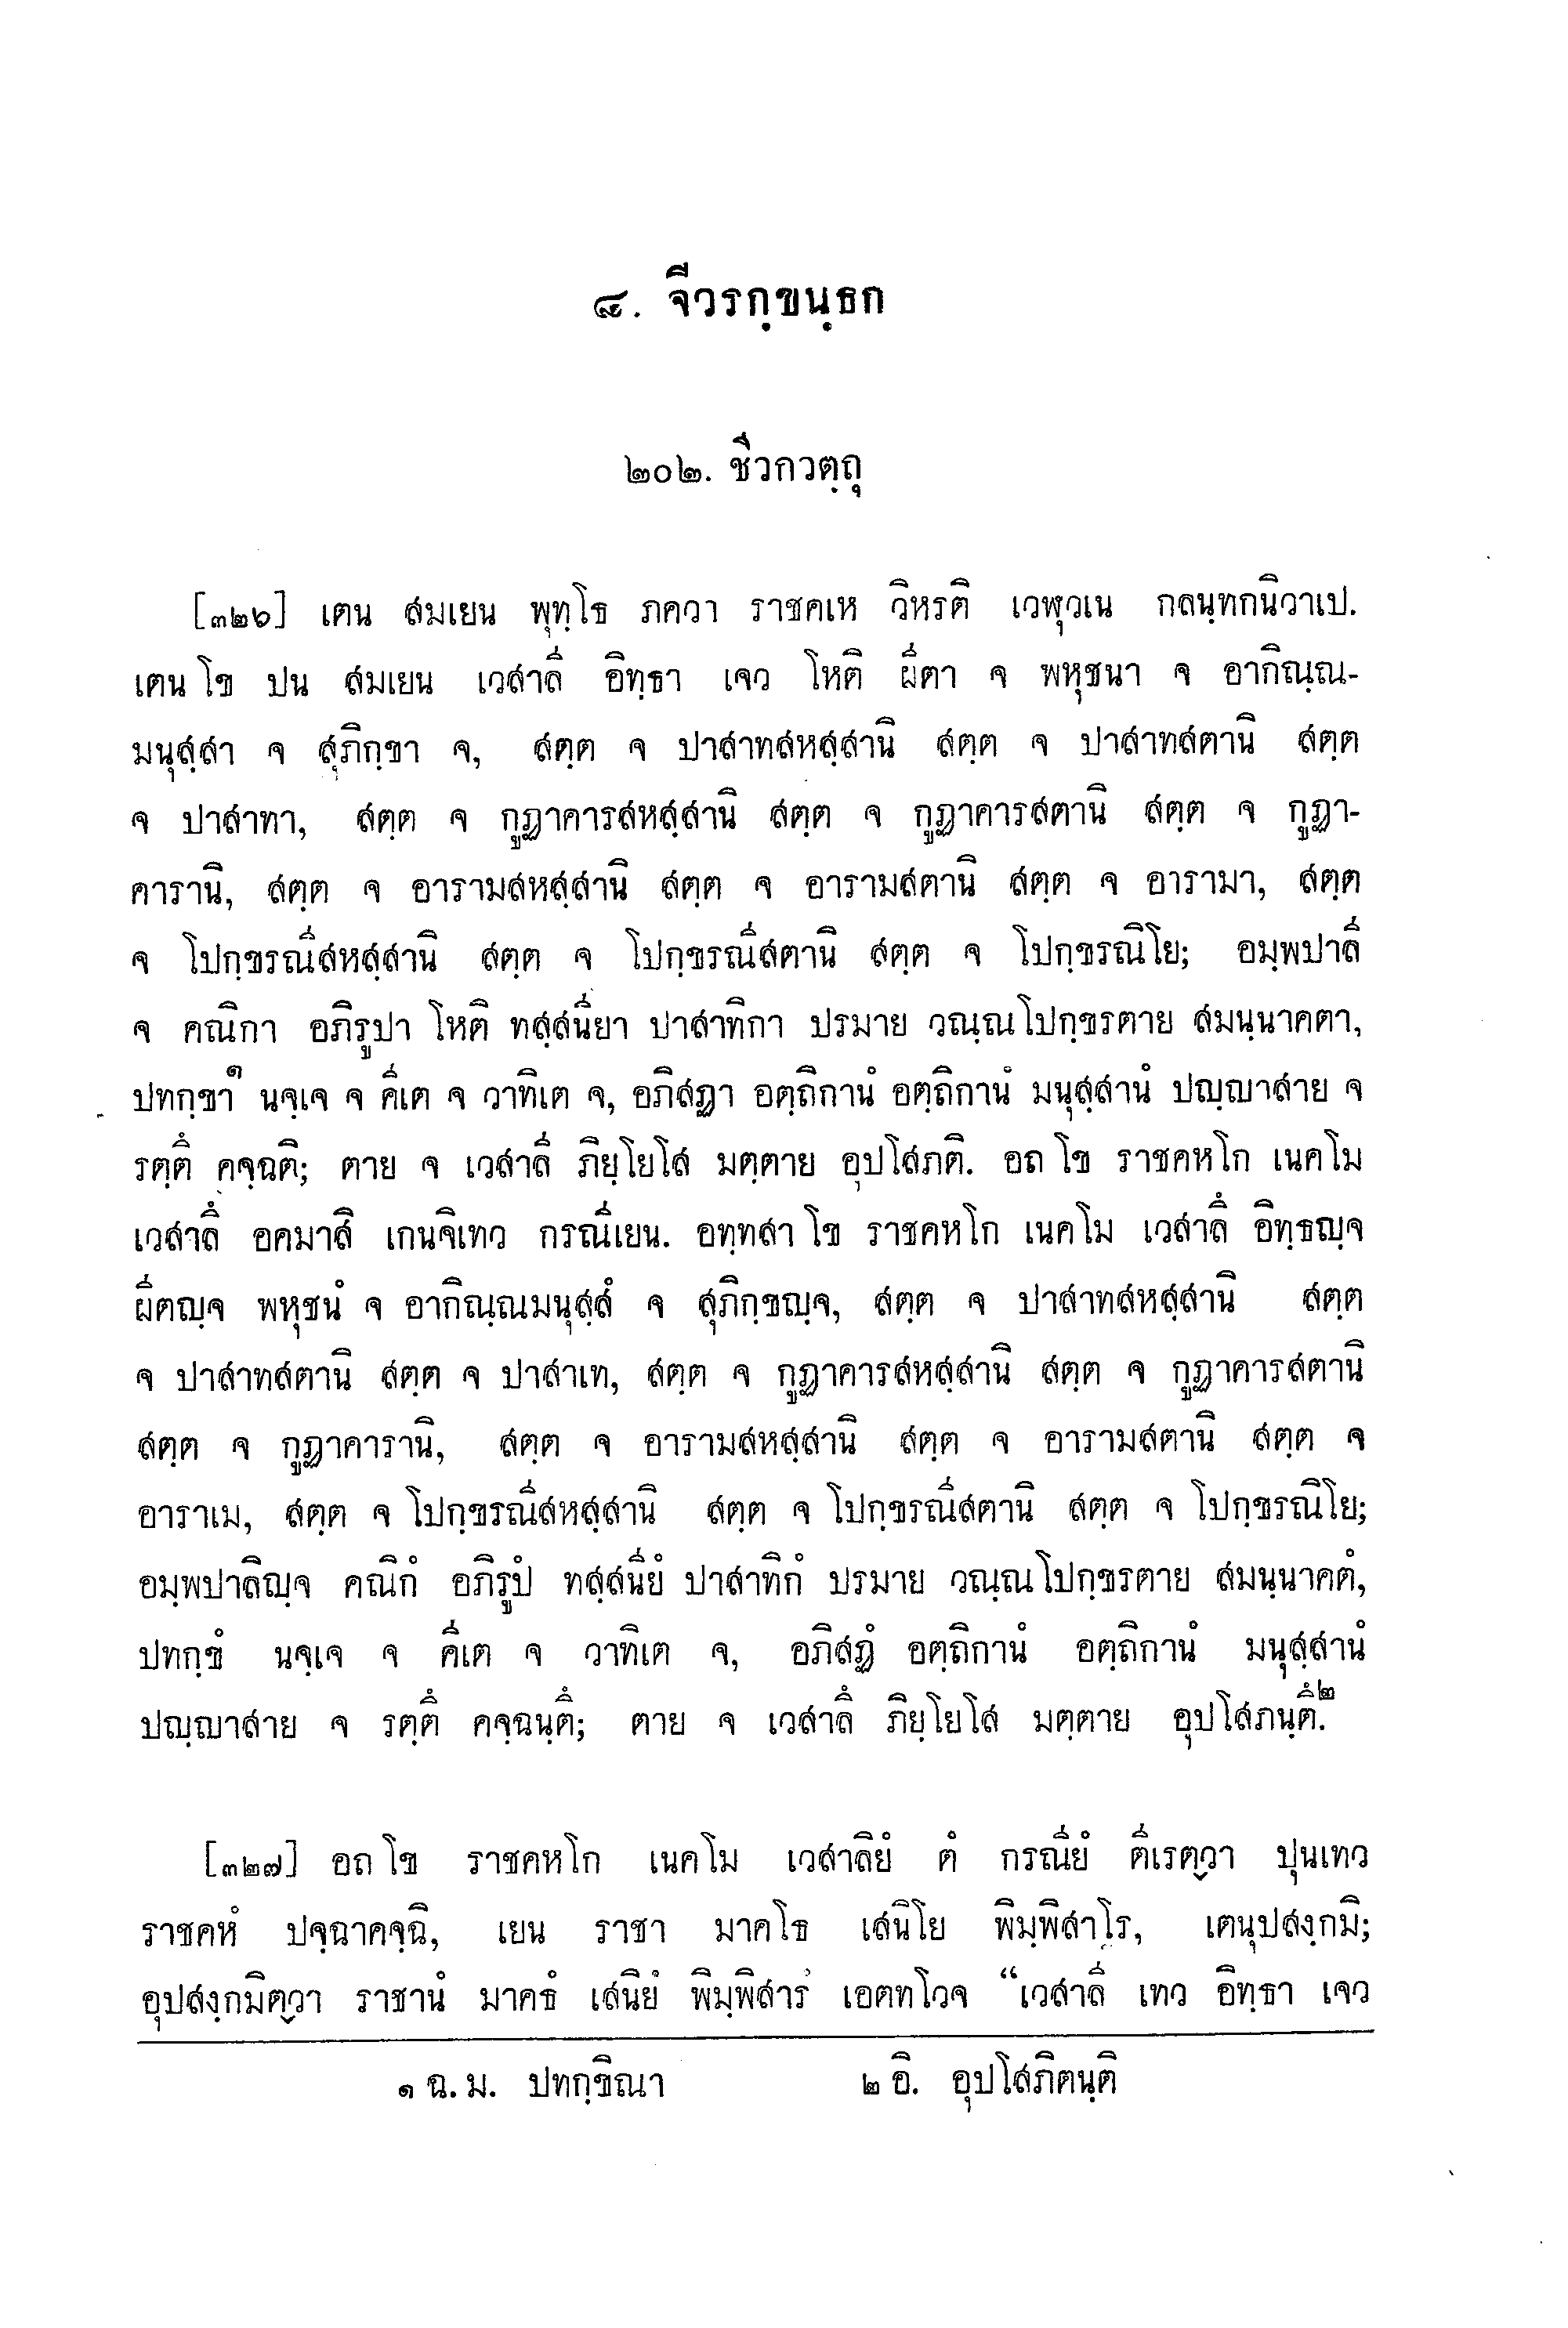 ๘. จีวรกฺขนฺธก
๒๐๒. ชีวกวตฺถุ
[๓๒๖] เตน สมเยน พุทฺโธ ภควา ราชคเห วิหรติ เวฬุวเน กลนฺทกนิวาเป.
เตน โข ปน สมเยน เวสาลี อิทฺธา เจว โหติ ผีตา จ พหุชนา จ อากิณฺณ-
มนุสฺสา จ สุภิกฺขา จ, สตฺต จ ปาสาทสหสฺสานิ สตฺต จ ปาสาทสตานิ สตฺต
จ ปาสาทา, สตฺต จ กูฏาคารสหสฺสานิ สตฺต จ กูฏาคารสตานิ สตฺต จ กูฏา-
คารานิ, สตฺต จ อารามสหสฺสานิ สตฺต จ อารามสตานิ สตฺต จ อารามา, สตฺต
จ โปกฺขรณีสหสฺสานิ สตฺต จ โปกฺขรณีสตานิ สตฺต จ โปกฺขรณิโย; อมฺพปาลี
จ คณิกา อภิรูปา โหติ ทสฺสนียา ปาสาทิกา ปรมาย วณฺณโปกฺขรตาย สมนฺนาคตา,
ปทกฺขา๑ นจฺเจ จ คีเต จ วาทิเต จ, อภิสฏา อตฺถิกานํ อตฺถิกานํ มนุสฺสานํ ปญฺญาสาย จ
รตฺตึ คจฺฉติ; ตาย จ เวสาลี ภิยฺโยโส มตฺตาย อุปโสภติ. อถ โข ราชคหโก เนคโม
เวสาลึ อคมาสิ เกนจิเทว กรณีเยน. อทฺทสา โข ราชคหโก เนคโม เวสาลึ อิทฺธญฺจ
ผีตญฺจ พหุชนํ จ อากิณฺณมนุสฺสํ จ สุภิกฺขญฺจ, สตฺต จ ปาสาทสหสฺสานิ สตฺต
จ ปาสาทสตานิ สตฺต จ ปาสาเท, สตฺต จ กูฏาคารสหสฺสานิ สตฺต จ กูฏาคารสตานิ
สตฺต จ กูฏาคารานิ, สตฺต จ อารามสหสฺสานิ สตฺต จ อารามสตานิ สตฺต จ
อาราเม, สตฺต จ โปกฺขรณีสหสฺสานิ สตฺต จ โปกฺขรณีสตานิ สตฺต จ โปกฺขรณิโย;
อมฺพปาลิญฺจ คณิกํ อภิรูปํ ทสฺสนียํ ปาสาทิกํ ปรมาย วณฺณโปกฺขรตาย สมนฺนาคตํ,
ปทกฺขํ นจฺเจ จ คีเต จ วาทิเต จ, อภิสฏํ อตฺถิกานํ อตฺถิกานํ มนุสฺสานํ
ปญฺญาสาย จ รตฺตึ คจฺฉนฺตึ; ตาย จ เวสาลึ ภิยฺโยโส มตฺตาย อุปโสภนฺตึ.๒
[๓๒๗] อถ โข ราชคหโก เนคโม เวสาลิยํ ตํ กรณียํ ตีเรตฺวา ปุนเทว
ราชคหํ ปจฺฉาคจฺฉิ, เยน ราชา มาคโธ เสนิโย พิมฺพิสาโร, เตนุปสงฺกมิ;
อุปสงฺกมิตฺวา ราชานํ มาคธํ เสนิยํ พิมฺพิสารํ เอตทโวจ “เวสาลี เทว อิทฺธา เจว
๑ ฉ. ม. ปทกฺขิณา ๒ อิ. อุปโสภิตนฺติ